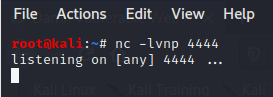 File Actions Edit View Help
root@kali:~# nc -lvnp 4444
listening on [any] 4444 ...